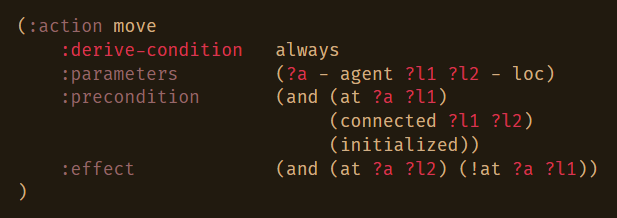 (:action move
    :derive-condition   always
    :parameters         (?a - agent ?l1 ?l2 - loc)
    :precondition       (and (at ?a ?l1)
                             (connected ?l1 ?l2)
                             (initialized))
    :effect             (and (at ?a ?l2) (!at ?a ?l1))
)